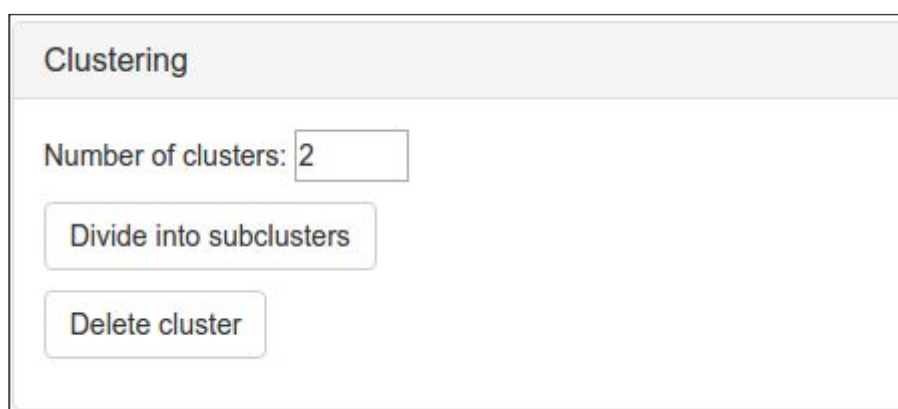 Clustering
Number of clusters: 2
Divide into subclusters
Delete cluster